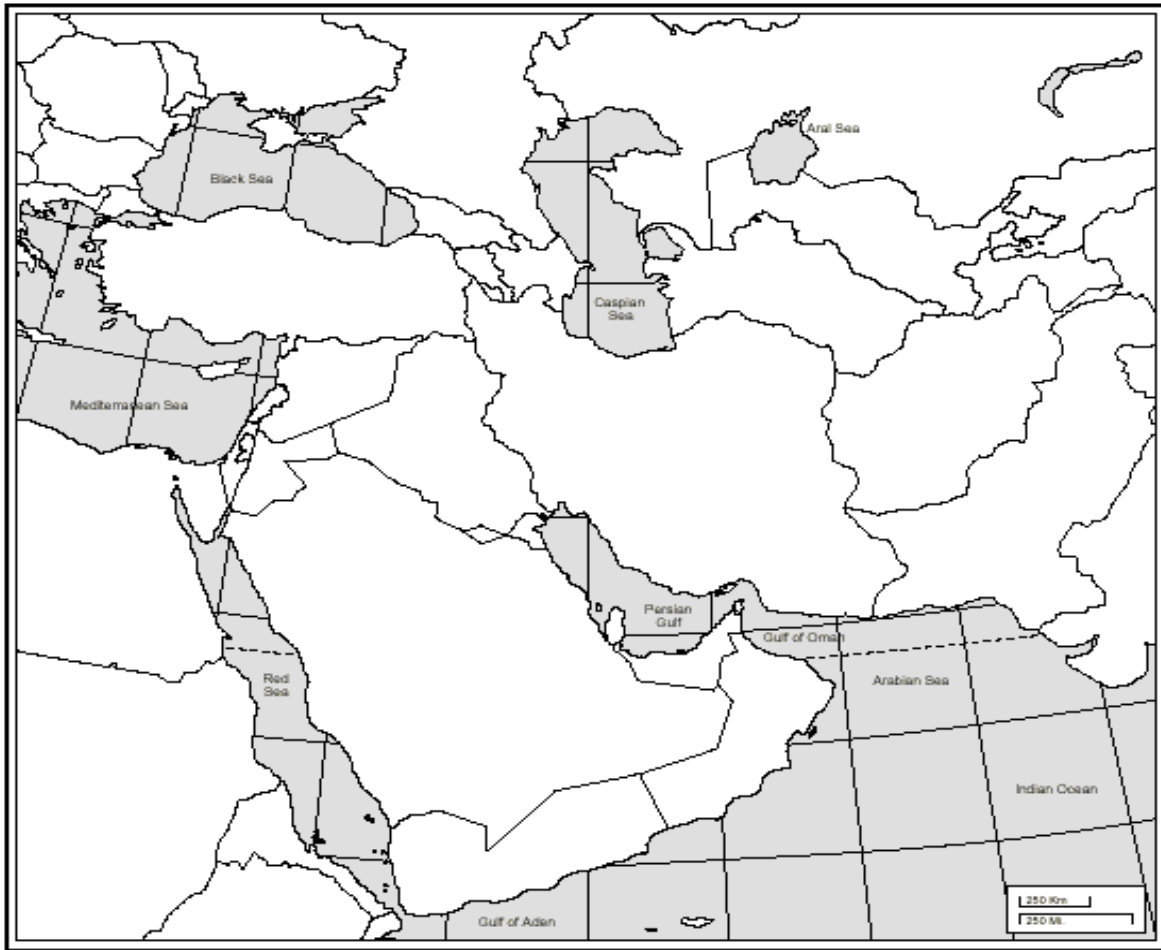 Aral Sea
Black Sea
Caspian
Sea
Mediterranean Sea
Persian
Gulf
Gulf of Oman
Red
Sea
Arabian Sea
Indian Ocean
250 Km
250 Mi.
Gulf of Aden